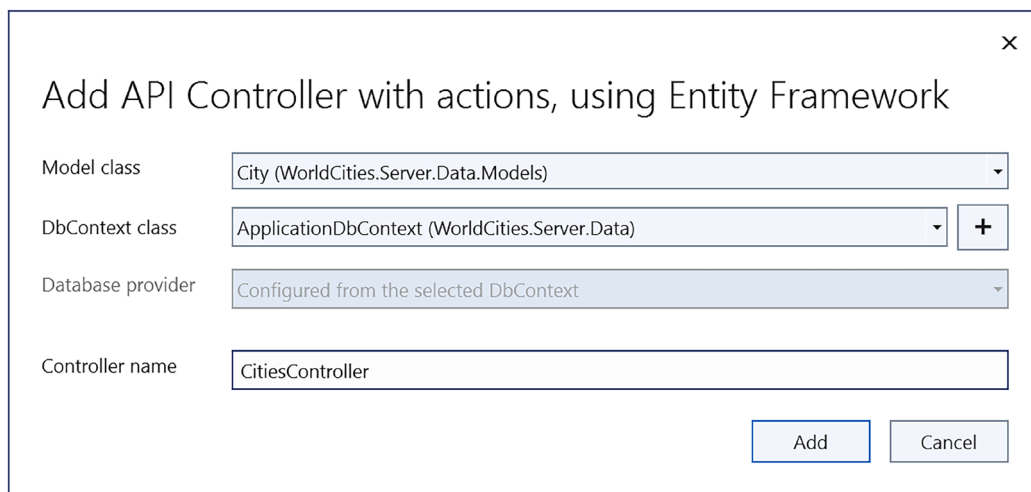 Add API Controller with actions, using Entity Framework
Model class
City (WorldCities.Server.Data.Models)
DbContext class
ApplicationDbContext (WorldCities.Server.Data)
Database provider
Configured from the selected DbContext
Controller name
CitiesController
Add
Cancel